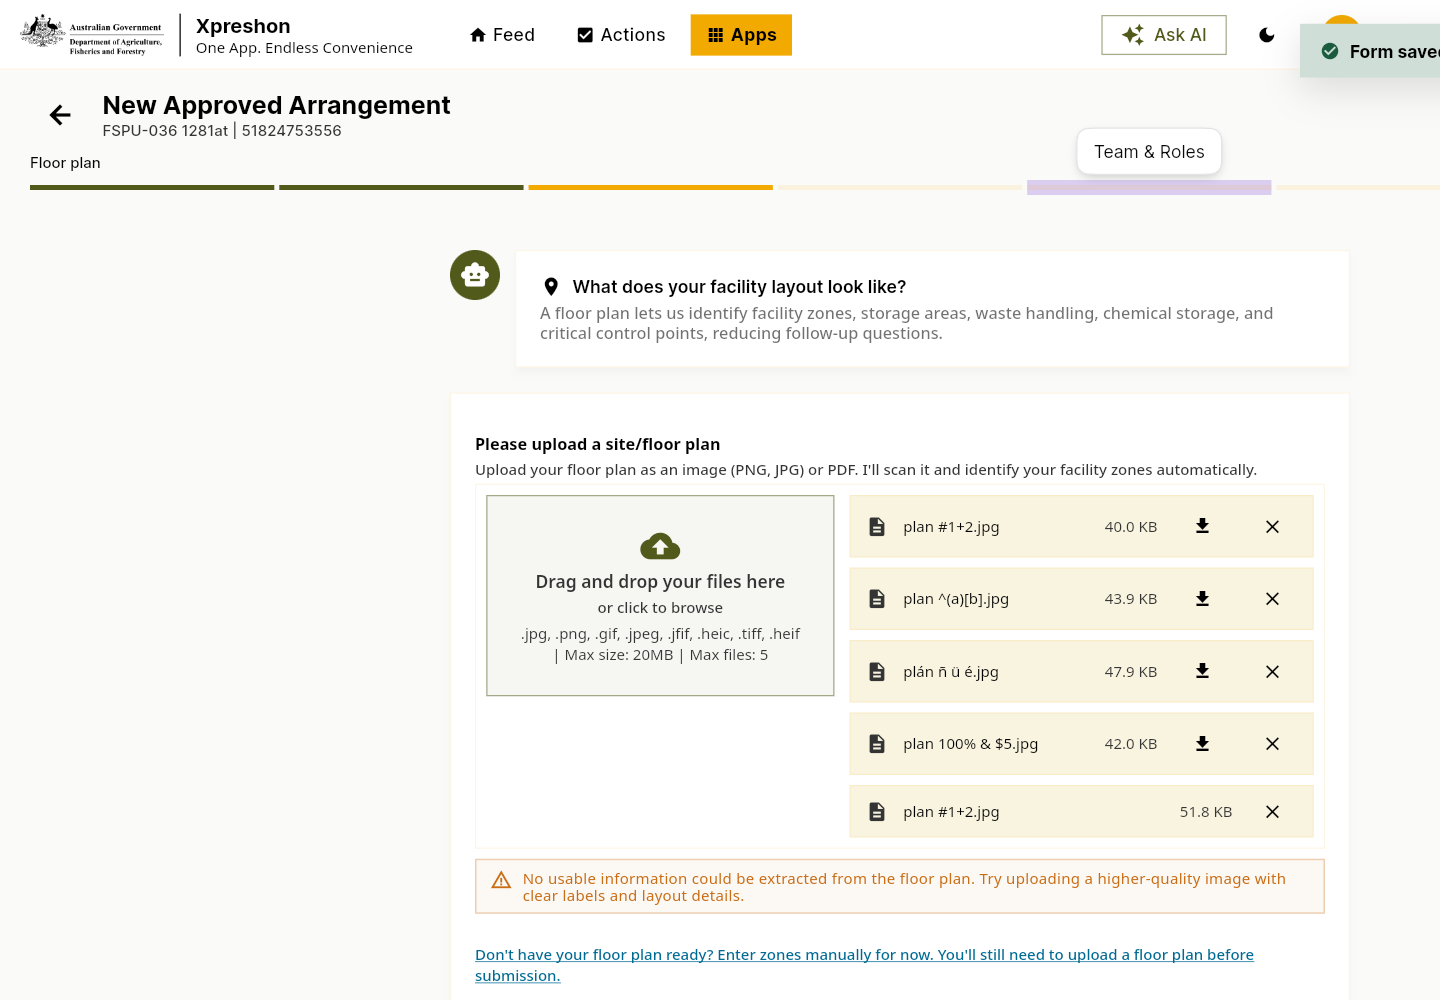 Australian Government
Department of Agriculture,
Fisheries and Forestry
Xpreshon
One App. Endless Convenience
Feed
Actions
Apps
Ask AI
Form save
New Approved Arrangement
FSPU-036 1281at | 51824753556
Floor plan
Team & Roles
What does your facility layout look like?
A floor plan lets us identify facility zones, storage areas, waste handling, chemical storage, and
critical control points, reducing follow-up questions.
Please upload a site/floor plan
Upload your floor plan as an image (PNG, JPG) or PDF. I'll scan it and identify your facility zones automatically.
Drag and drop your files here
or click to browse
.jpg, .png, .gif, .jpeg, .jfif, .heic, .tiff, .heif
| Max size: 20MB | Max files: 5
plan #1+2.jpg 40.0 KB
plan ^(a)[b].jpg 43.9 KB
plán ñ ü é.jpg 47.9 KB
plan 100% & $5.jpg 42.0 KB
plan #1+2.jpg 51.8 KB
No usable information could be extracted from the floor plan. Try uploading a higher-quality image with
clear labels and layout details.
Don't have your floor plan ready? Enter zones manually for now. You'll still need to upload a floor plan before
submission.